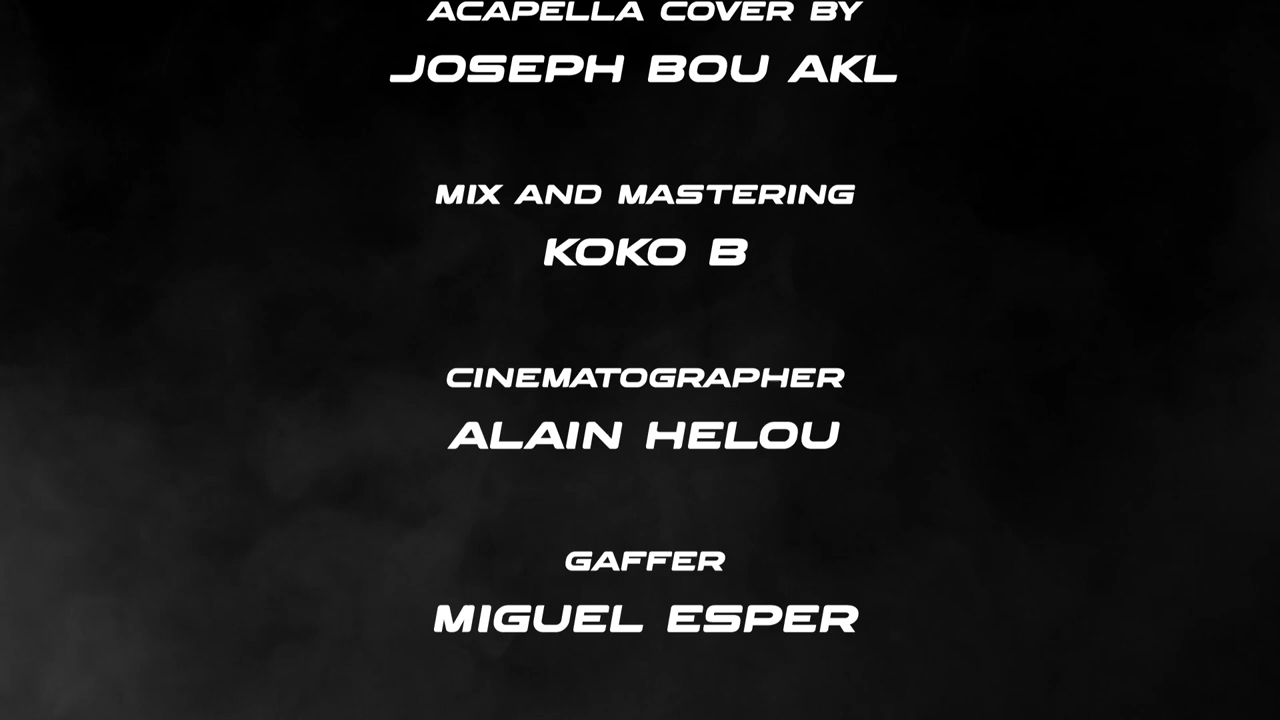 ACAPELLA COVER BY
JOSEPH BOU AKL
MIX AND MASTERING
KOKO B
CINEMATOGRAPHER
ALAIN HELOU
GAFFER
MIGUEL ESPER